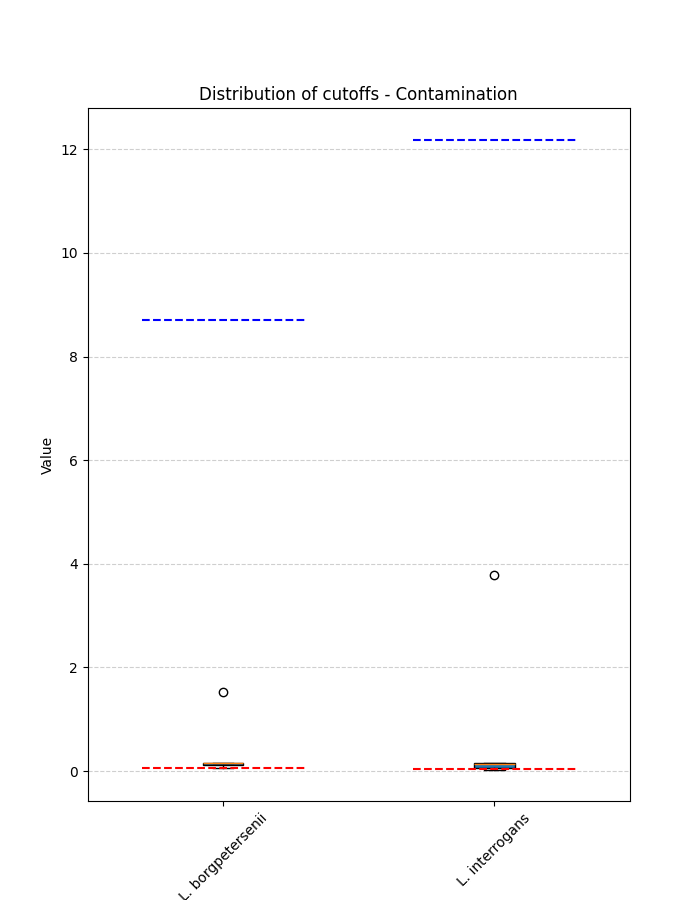 Distribution of cutoffs - Contamination
12
10
8
6
4
2
0
Value
L. borgpetersenii
L. interrogans